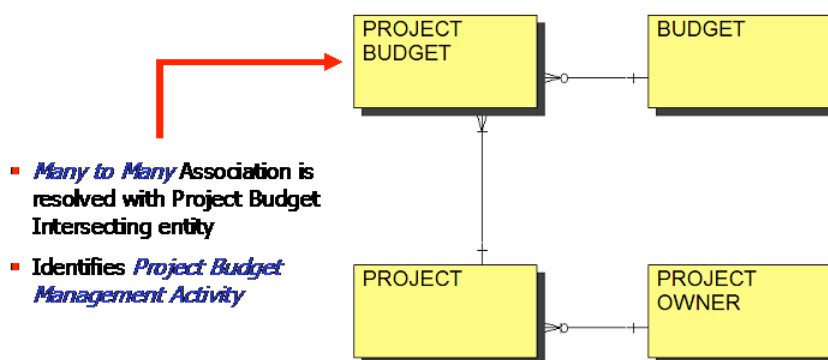 PROJECT
BUDGET
BUDGET
Many to Many Association is
resolved with Project Budget
Intersecting entity
Identifies Project Budget
Management Activity
PROJECT
PROJECT
OWNER